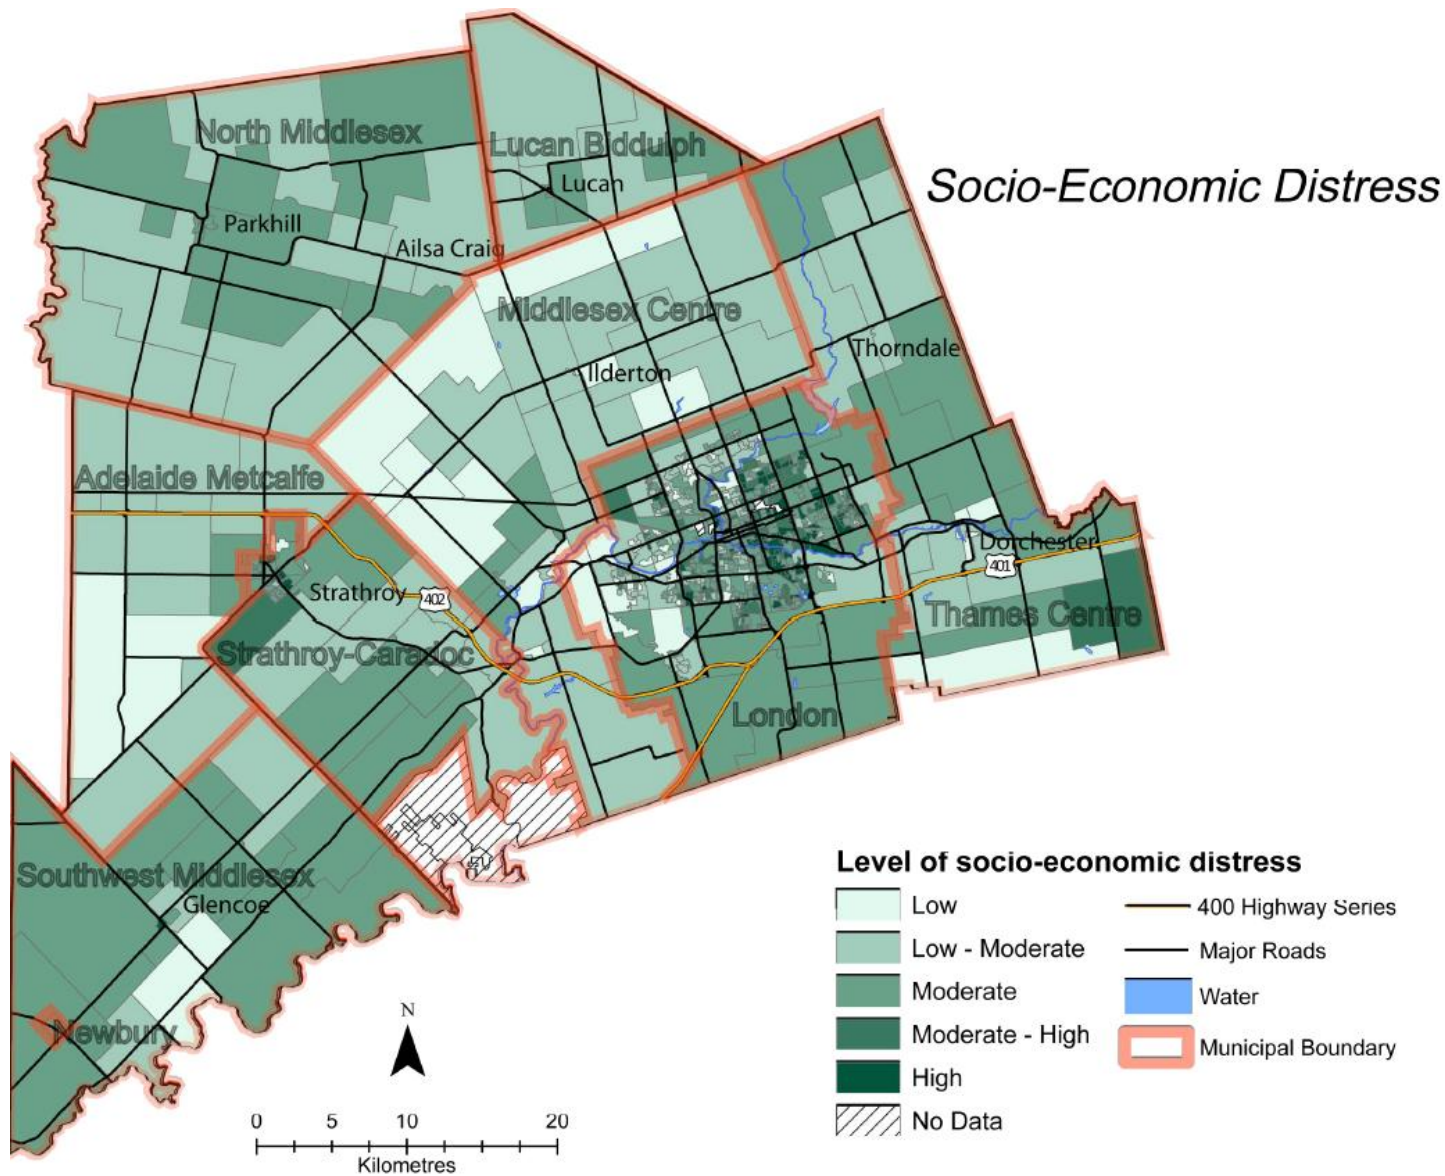 Socio-Economic Distress
North Middlesex
Lucan Biddulph
Lucan
Parkhill
Ailsa Craig
Middlesex Centre
Thorndale
Ilderton
Adelaide Metcalfe
Dorchester
401
Strathroy
402
Thames Centre
Strathroy-Caradoc
London
Southwest Middlesex
Glencoe
Newbury
N
0 5 10 20
Kilometres
Level of socio-economic distress
Low
Low - Moderate
Moderate
Moderate - High
High
No Data
400 Highway Series
Major Roads
Water
Municipal Boundary